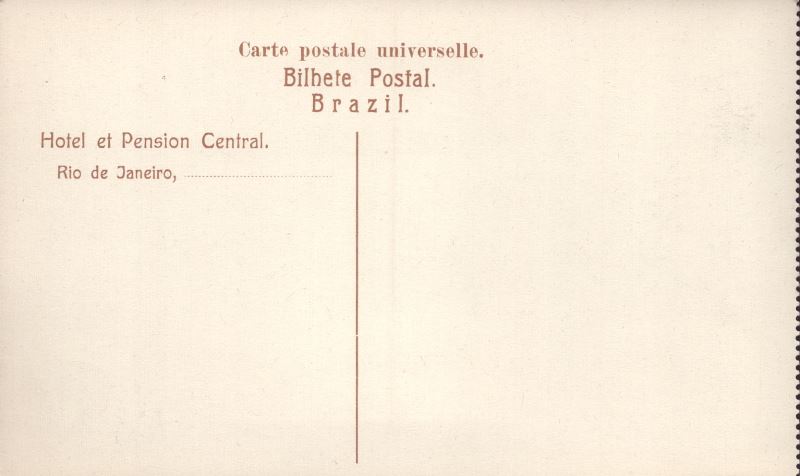 Carte postale universelle.
Bilhete Postal.
Brazil.
Hotel et Pension Central.
Rio de Janeiro,